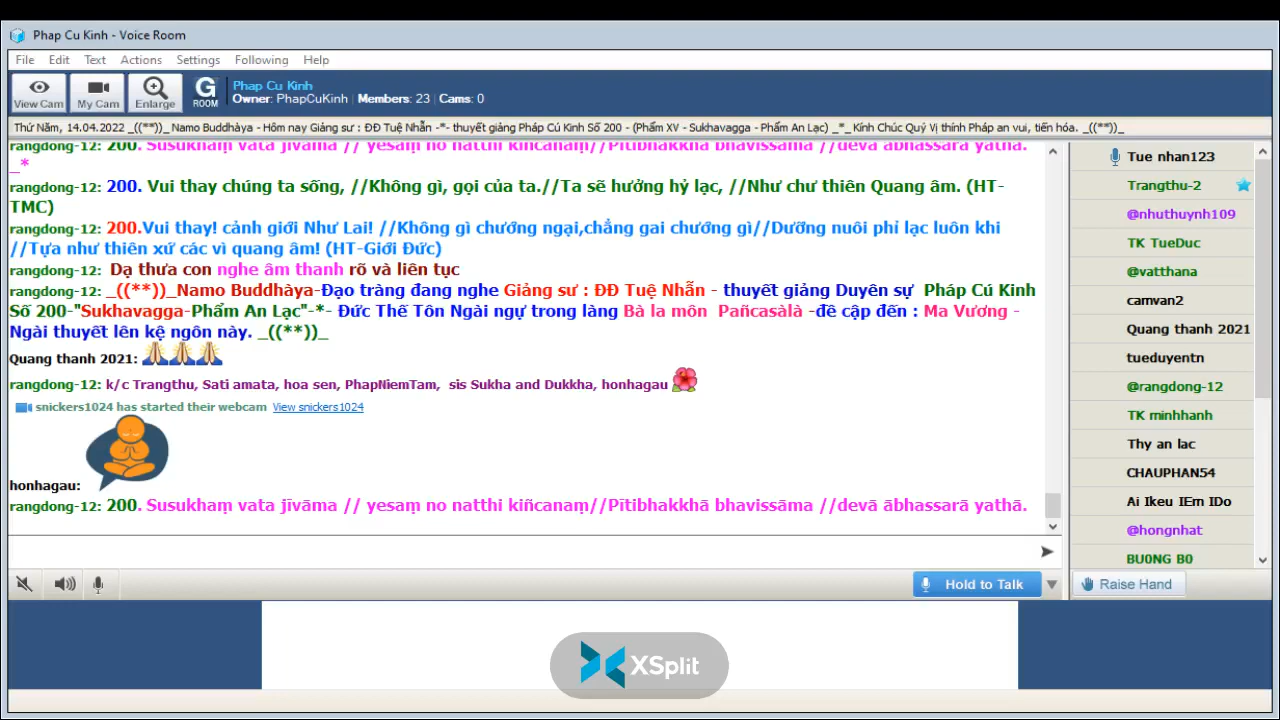 Phap Cu Kinh - Voice Room
File Edit Text Actions Settings Following Help
View Cam My Cam Enlarge G ROOM
Phap Cu Kinh
Owner: PhapCuKinh | Members: 23 | Cams: 0
Thứ Năm, 14.04.2022 _((**))_ Namo Buddhàya - Hôm nay Giảng sư : ĐĐ Tuệ Nhẫn -*- thuyết giảng Pháp Cú Kinh Số 200 - (Phẩm XV - Sukhavagga - Phẩm An Lạc) _*_ Kính Chúc Quý Vị thính Pháp an vui, tiến hóa. _((**))_
rangdong-12: 200. Susukhaṃ vata jīvāma // yesaṃ no natthi kiñcanaṃ//Pītibhakkhā bhavissāma //devā ābhassarā yathā.
_*
rangdong-12: 200. Vui thay chúng ta sống, //Không gì, gọi của ta.//Ta sẽ hưởng hỷ lạc, //Như chư thiên Quang âm. (HT-
TMC)
rangdong-12: 200.Vui thay! cảnh giới Như Lai! //Không gì chướng ngại,chẳng gai chướng gì//Dưỡng nuôi phỉ lạc luôn khi
//Tựa như thiên xứ các vì quang âm! (HT-Giới Đức)
rangdong-12: Dạ thưa con nghe âm thanh rõ và liên tục
rangdong-12: _((**))_Namo Buddhàya-Đạo tràng đang nghe Giảng sư : ĐĐ Tuệ Nhẫn - thuyết giảng Duyên sự Pháp Cú Kinh
Số 200-"Sukhavagga-Phẩm An Lạc"-*- Đức Thế Tôn Ngài ngự trong làng Bà la môn Pañcasàlà -đề cập đến : Ma Vương -
Ngài thuyết lên kệ ngôn này. _((**))_
Quang thanh 2021:
rangdong-12: k/c Trangthu, Sati amata, hoa sen, PhapNiemTam, sis Sukha and Dukkha, honhagau
snickers1024 has started their webcam View snickers1024
honhagau:
rangdong-12: 200. Susukhaṃ vata jīvāma // yesaṃ no natthi kiñcanaṃ//Pītibhakkhā bhavissāma //devā ābhassarā yathā.
Tue nhan123
Trangthu-2
@nhuthuynh109
TK TueDuc
@vatthana
camvan2
Quang thanh 2021
tueduyentn
@rangdong-12
TK minhhanh
Thy an lac
CHAUPHAN54
Ai Ikeu IEm IDo
@hongnhat
BU0NG B0
Hold to Talk
Raise Hand
XSplit